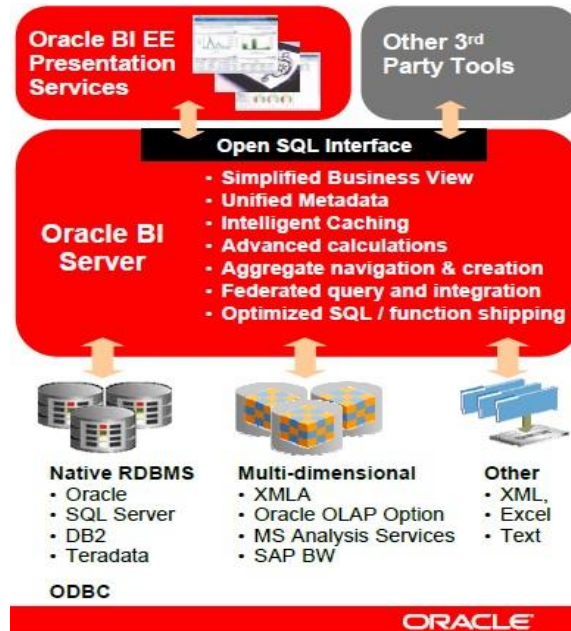 Oracle BI EE
Presentation
Services
Other 3rd
Party Tools
Open SQL Interface
Oracle BI
Server
• Simplified Business View
• Unified Metadata
• Intelligent Caching
• Advanced calculations
• Aggregate navigation & creation
• Federated query and integration
• Optimized SQL / function shipping
Native RDBMS
• Oracle
• SQL Server
• DB2
• Teradata
ODBC
Multi-dimensional
• XMLA
• Oracle OLAP Option
• MS Analysis Services
• SAP BW
Other
• XML,
• Excel
• Text
ORACLE